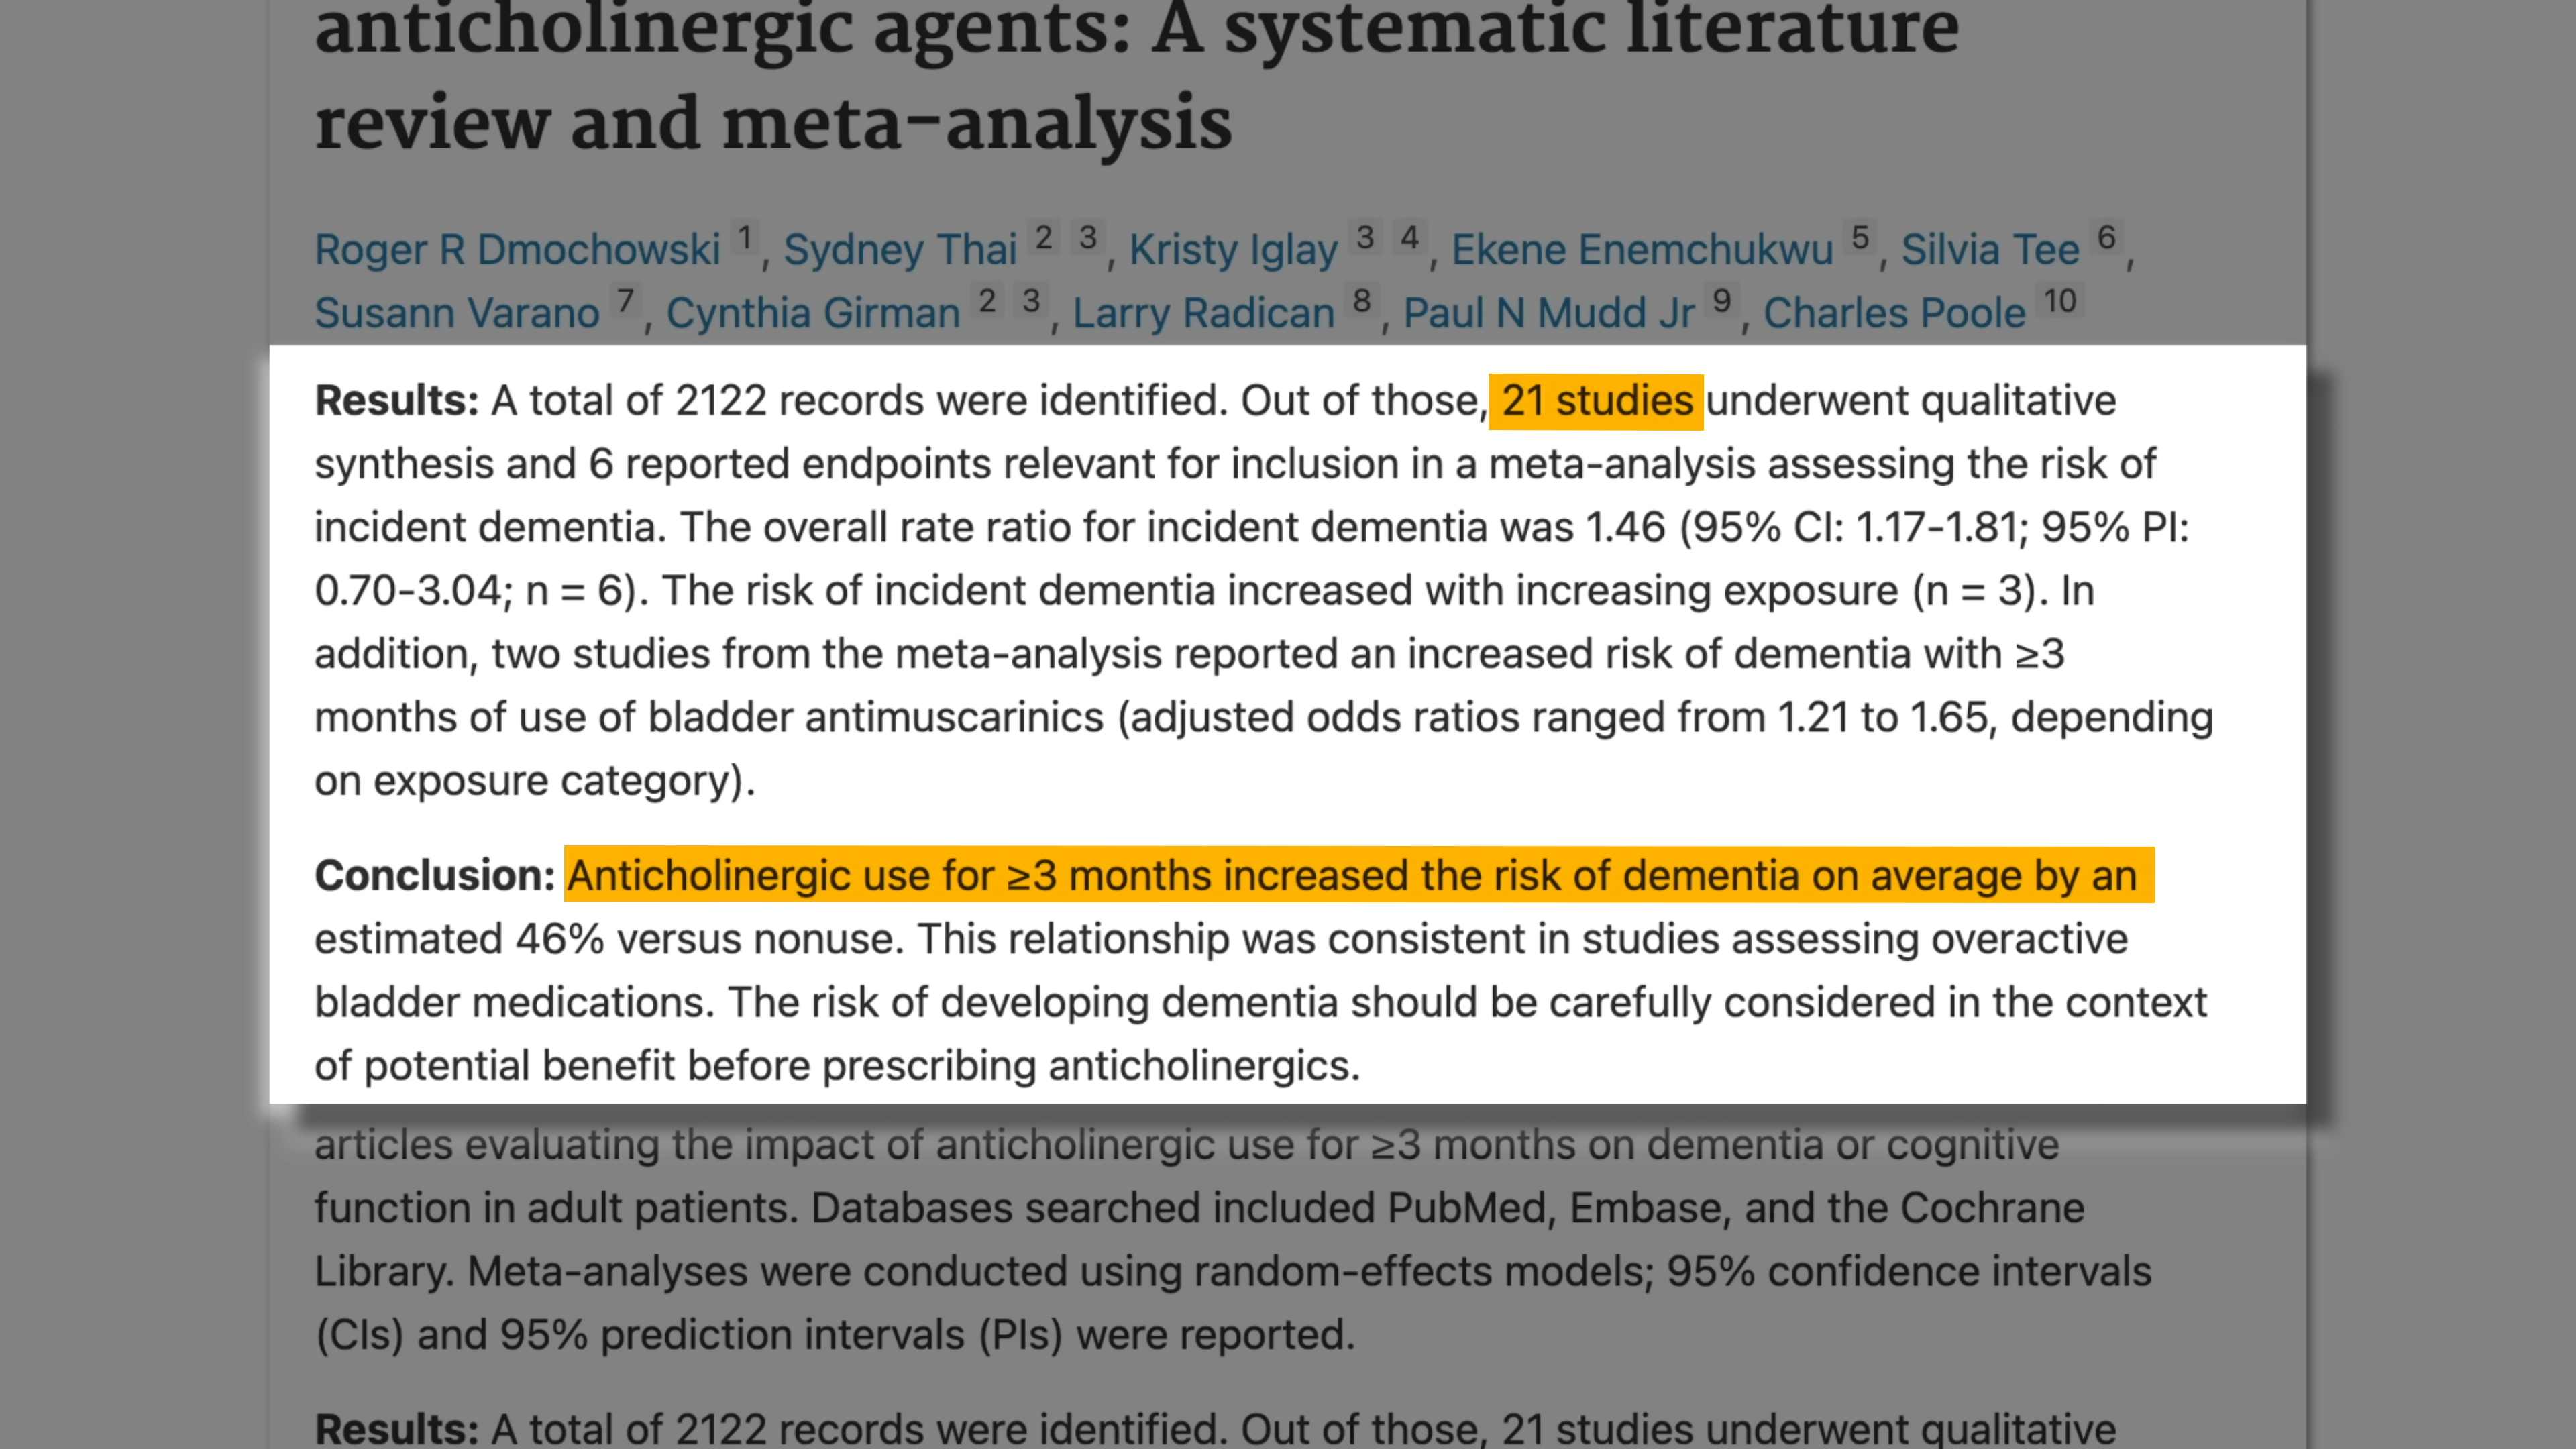 anticholinergic agents: A systematic literature
review and meta-analysis
Roger R Dmochowski 1, Sydney Thai 2 3, Kristy Iglay 3 4, Ekene Enemchukwu 5, Silvia Tee 6,
Susann Varano 7, Cynthia Girman 2 3, Larry Radican 8, Paul N Mudd Jr 9, Charles Poole 10
Results: A total of 2122 records were identified. Out of those, 21 studies underwent qualitative
synthesis and 6 reported endpoints relevant for inclusion in a meta-analysis assessing the risk of
incident dementia. The overall rate ratio for incident dementia was 1.46 (95% CI: 1.17-1.81; 95% PI:
0.70-3.04; n = 6). The risk of incident dementia increased with increasing exposure (n = 3). In
addition, two studies from the meta-analysis reported an increased risk of dementia with ≥3
months of use of bladder antimuscarinics (adjusted odds ratios ranged from 1.21 to 1.65, depending
on exposure category).
Conclusion: Anticholinergic use for ≥3 months increased the risk of dementia on average by an
estimated 46% versus nonuse. This relationship was consistent in studies assessing overactive
bladder medications. The risk of developing dementia should be carefully considered in the context
of potential benefit before prescribing anticholinergics.
articles evaluating the impact of anticholinergic use for ≥3 months on dementia or cognitive
function in adult patients. Databases searched included PubMed, Embase, and the Cochrane
Library. Meta-analyses were conducted using random-effects models; 95% confidence intervals
(CIs) and 95% prediction intervals (PIs) were reported.
Results: A total of 2122 records were identified. Out of those, 21 studies underwent qualitative